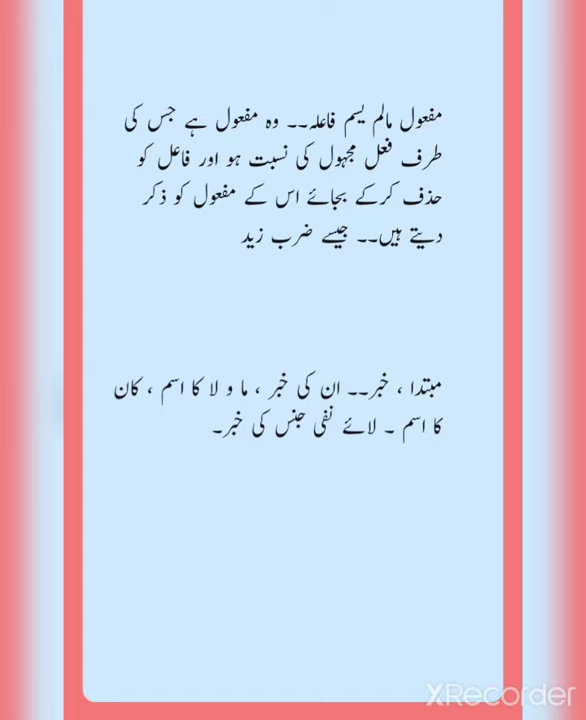 مفعول مالم یسم فاعلہ۔۔ وہ مفعول ہے جس کی
طرف فعل مجہول کی نسبت ہو اور فاعل کو
حذف کرکے بجائے اس کے مفعول کو ذکر
دیتے ہیں۔۔ جیسے ضرب زید
مبتدا ، خبر۔۔ ان کی خبر ، ما و لا کا اسم ، کان
کا اسم ۔ لائے نفی جنس کی خبر۔
XRecorder